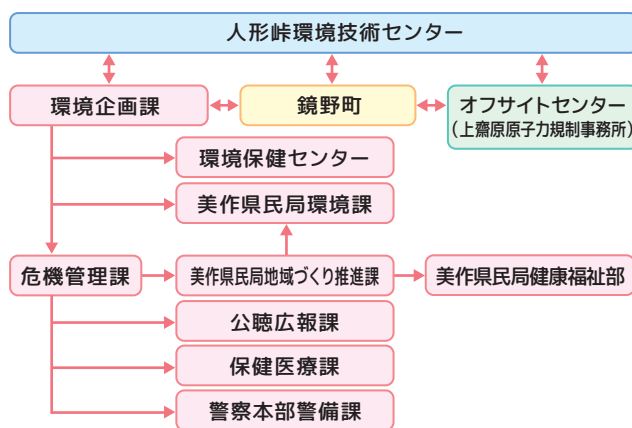 人形峠環境技術センター
環境企画課
鏡野町
オフサイトセンター
(上齋原原子力規制事務所)
環境保健センター
美作県民局環境課
危機管理課
美作県民局地域づくり推進課
美作県民局健康福祉部
公聴広報課
保健医療課
警察本部警備課